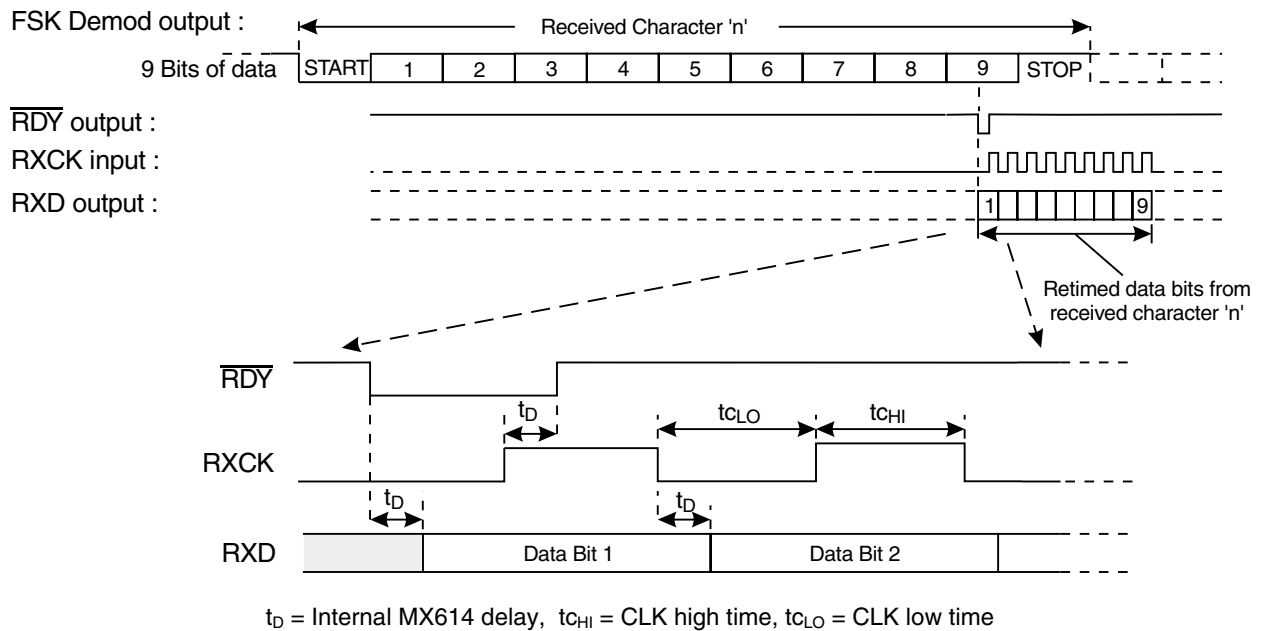 FSK Demod output :
Received Character 'n'
9 Bits of data
START 1 2 3 4 5 6 7 8 9 STOP
RDY output :
RXCK input :
RXD output :
1 9
Retimed data bits from
received character 'n'
RDY
tD tcLO tcHI
RXCK
tD tD
RXD
Data Bit 1 Data Bit 2
tD = Internal MX614 delay, tcHI = CLK high time, tcLO = CLK low time